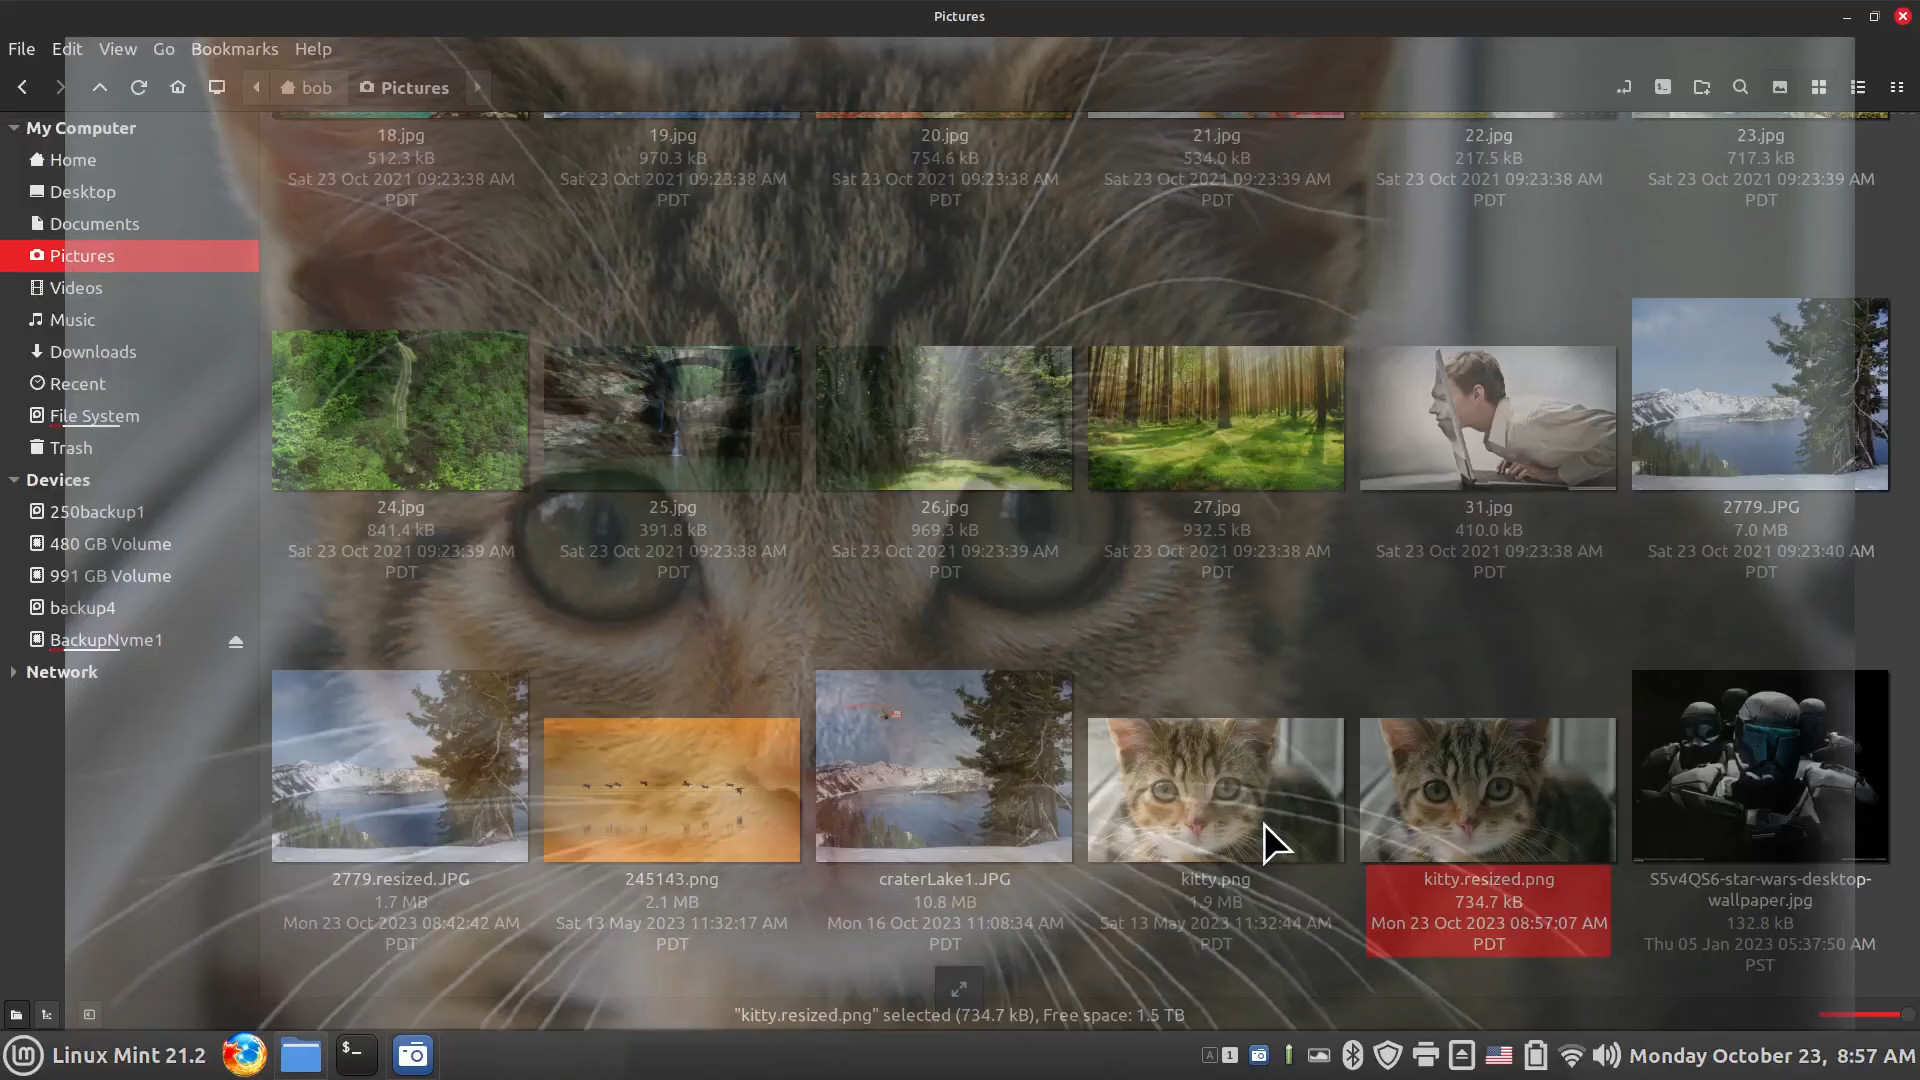 Pictures
File Edit View Go Bookmarks Help
bob Pictures
My Computer
Home
Desktop
Documents
Pictures
Videos
Music
Downloads
Recent
File System
Trash
Devices
250backup1
480 GB Volume
991 GB Volume
backup4
BackupNvme1
Network
18.jpg
512.3 kB
Sat 23 Oct 2021 09:23:38 AM
PDT
19.jpg
970.3 kB
Sat 23 Oct 2021 09:23:38 AM
PDT
20.jpg
754.6 kB
Sat 23 Oct 2021 09:23:38 AM
PDT
21.jpg
534.0 kB
Sat 23 Oct 2021 09:23:39 AM
PDT
22.jpg
217.5 kB
Sat 23 Oct 2021 09:23:38 AM
PDT
23.jpg
717.3 kB
Sat 23 Oct 2021 09:23:39 AM
PDT
24.jpg
841.4 kB
Sat 23 Oct 2021 09:23:39 AM
PDT
25.jpg
391.8 kB
Sat 23 Oct 2021 09:23:38 AM
PDT
26.jpg
969.3 kB
Sat 23 Oct 2021 09:23:39 AM
PDT
27.jpg
932.5 kB
Sat 23 Oct 2021 09:23:38 AM
PDT
31.jpg
410.0 kB
Sat 23 Oct 2021 09:23:38 AM
PDT
2779.JPG
7.0 MB
Sat 23 Oct 2021 09:23:40 AM
PDT
2779.resized.JPG
1.7 MB
Mon 23 Oct 2023 08:42:42 AM
PDT
245143.png
2.1 MB
Sat 13 May 2023 11:32:17 AM
PDT
craterLake1.JPG
10.8 MB
Mon 16 Oct 2023 11:08:34 AM
PDT
kitty.png
1.9 MB
Sat 13 May 2023 11:32:44 AM
PDT
kitty.resized.png
734.7 kB
Mon 23 Oct 2023 08:57:07 AM
PDT
S5v4QS6-star-wars-desktop-
wallpaper.jpg
132.8 kB
Thu 05 Jan 2023 05:37:50 AM
PST
"kitty.resized.png" selected (734.7 kB), Free space: 1.5 TB
Linux Mint 21.2
A 1
Monday October 23, 8:57 AM